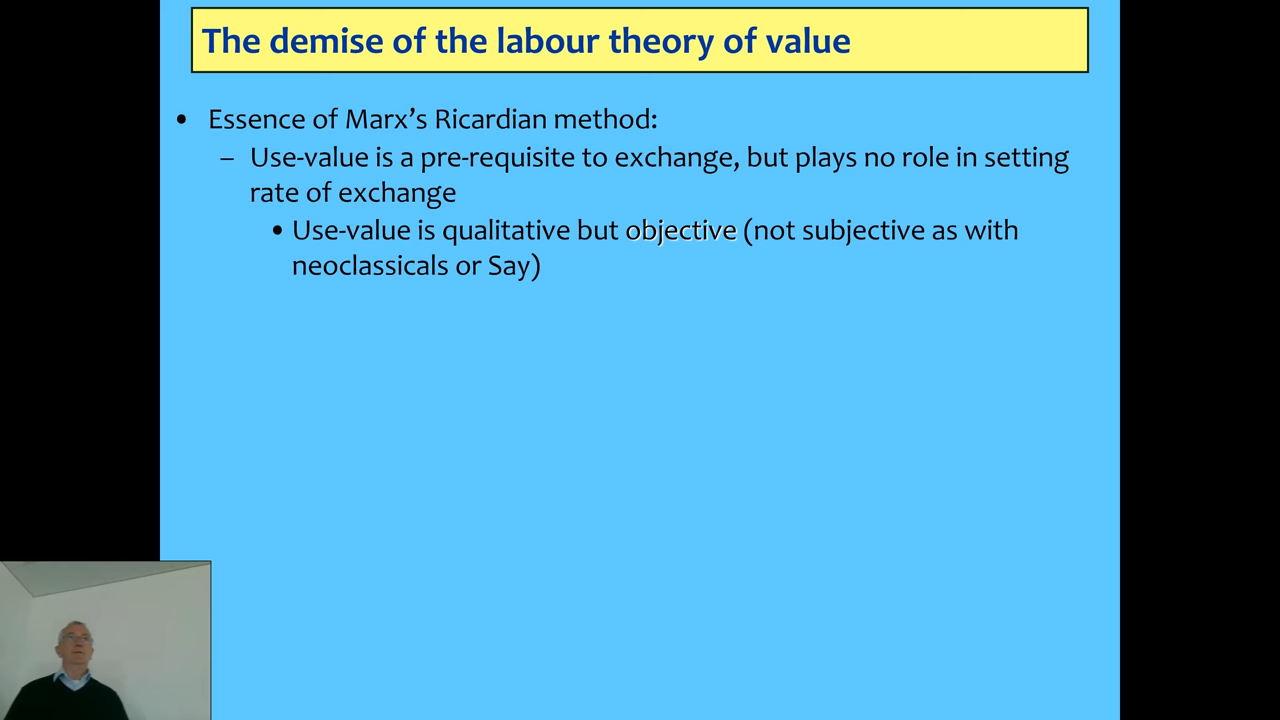 The demise of the labour theory of value
• Essence of Marx’s Ricardian method:
– Use-value is a pre-requisite to exchange, but plays no role in setting
rate of exchange
• Use-value is qualitative but objective (not subjective as with
neoclassicals or Say)